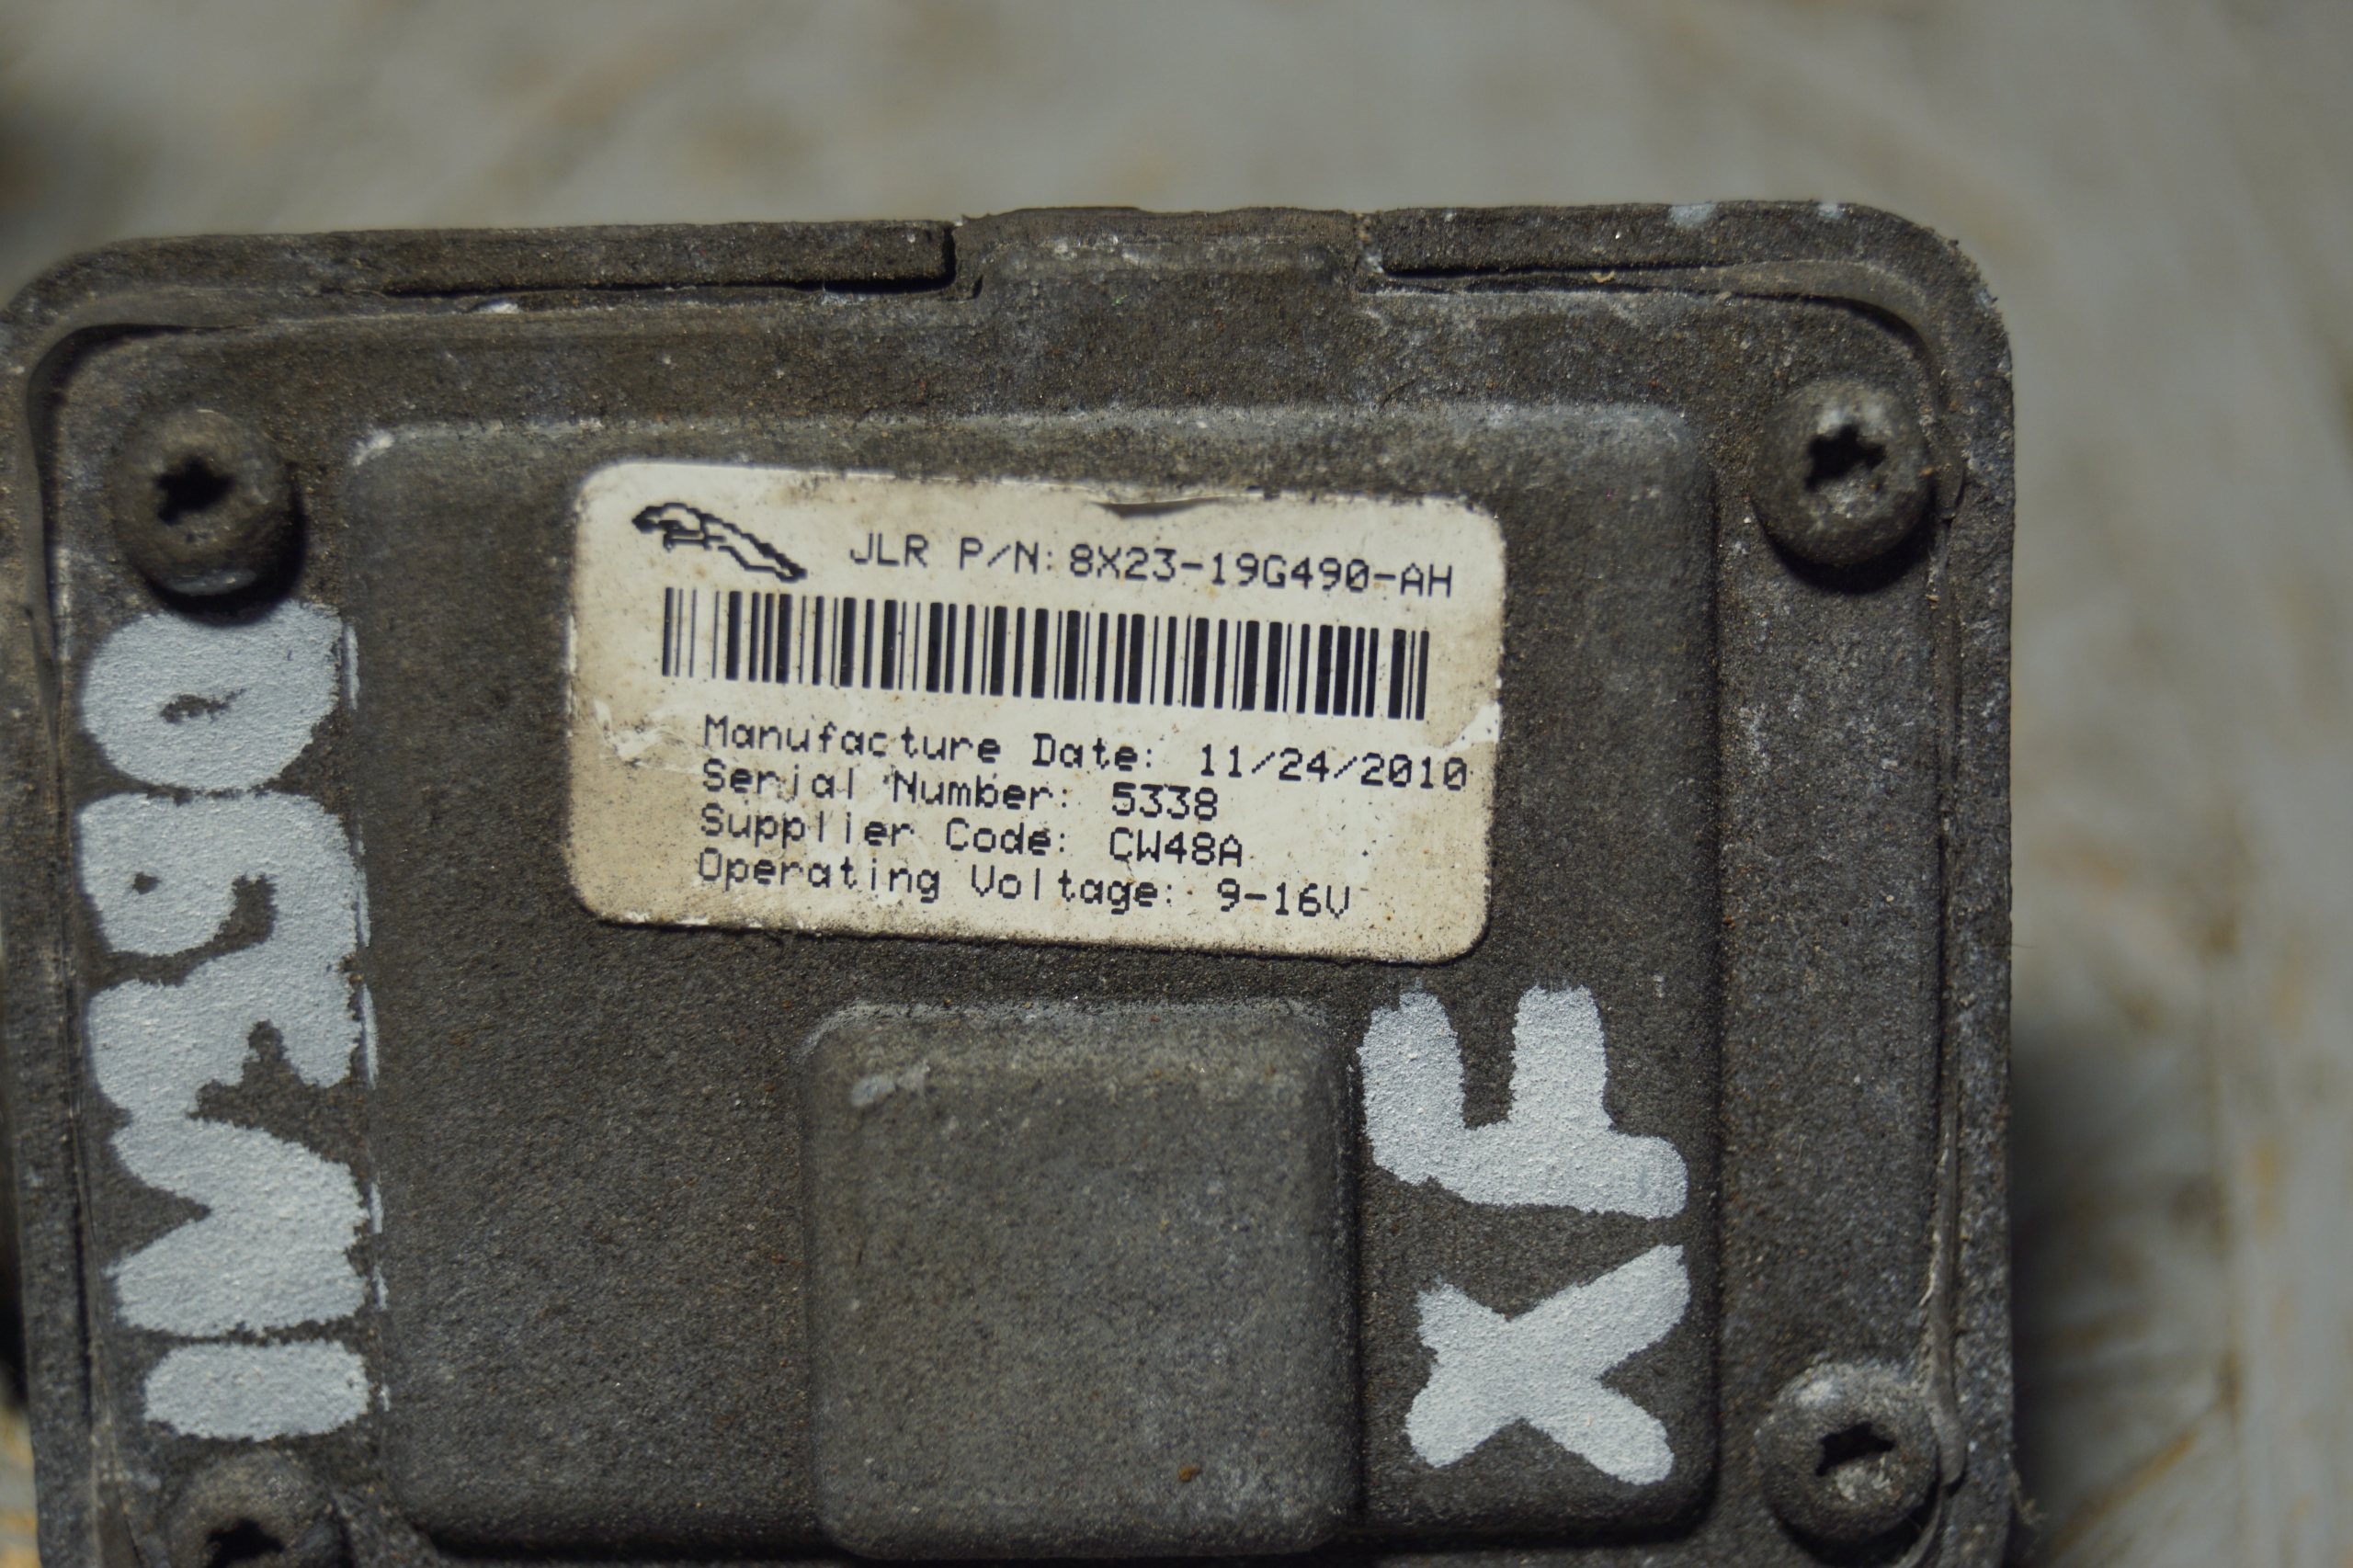 JLR P/N: 8X23-19G490-AH
Manufacture Date: 11/24/2010
Serial Number: 5338
Supplier Code: CW48A
Operating Voltage: 9-16V
XF